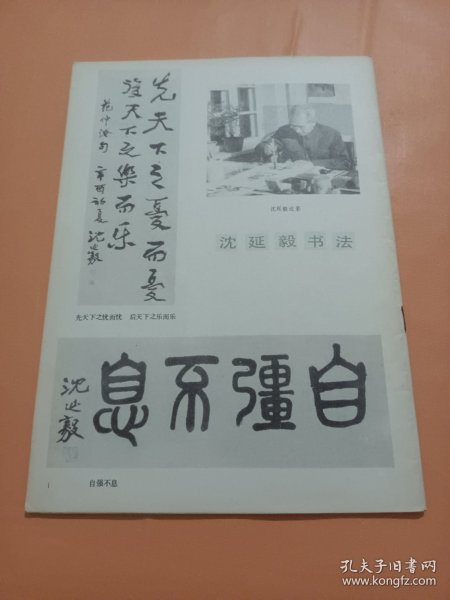 先天下之憂而憂
後天下之樂而乐
范仲淹句 辛酉初夏 沈延毅
沈延毅近影
沈延毅书法
先天下之忧而忧 后天下之乐而乐
自彊不息
沈延毅
自强不息
1
孔夫子旧书网
www.kongfz.com